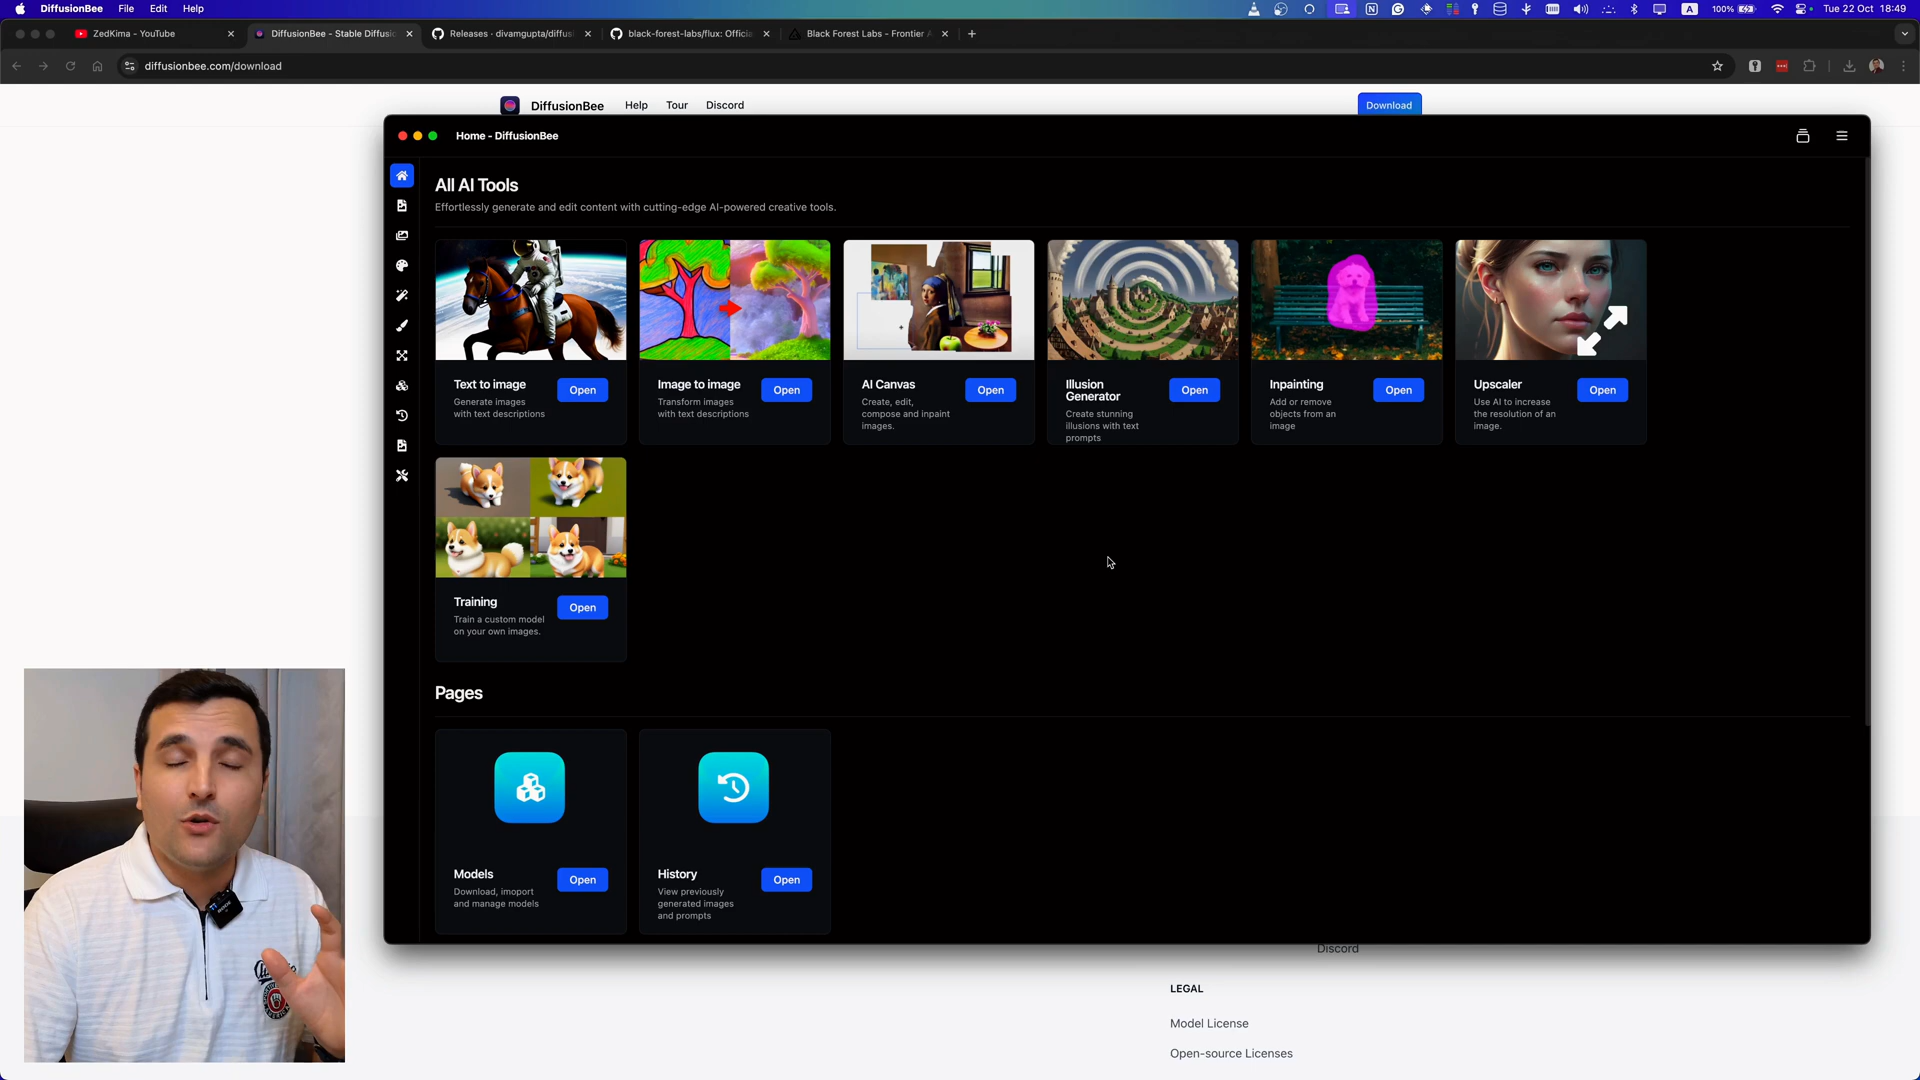 DiffusionBee File Edit Help
A 100% Tue 22 Oct 18:49
ZedKima - YouTube
DiffusionBee - Stable Diffusi
Releases · divamgupta/diffus
black-forest-labs/flux: Officia
Black Forest Labs - Frontier A
diffusionbee.com/download
DiffusionBee Help Tour Discord Download
Home - DiffusionBee
All AI Tools
Effortlessly generate and edit content with cutting-edge AI-powered creative tools.
Text to image
Generate images
with text descriptions
Open
Image to image
Transform images
with text descriptions
Open
AI Canvas
Create, edit,
compose and inpaint
images.
Open
Illusion
Generator
Create stunning
illusions with text
prompts
Open
Inpainting
Add or remove
objects from an
image
Open
Upscaler
Use AI to increase
the resolution of an
image.
Open
Training
Train a custom model
on your own images.
Open
Pages
Models
Download, imoport
and manage models
Open
History
View previously
generated images
and prompts
Open
Discord
LEGAL
Model License
Open-source Licenses